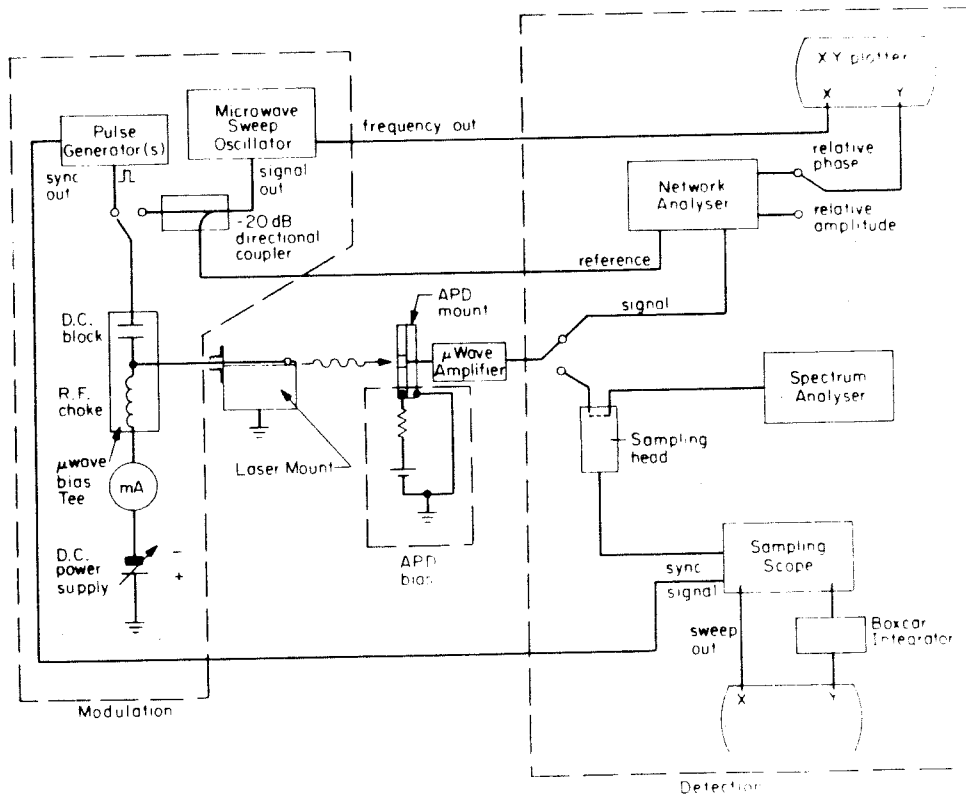 XY plotter
X
Y
Microwave
Sweep
Oscillator
Pulse
Generator(s)
frequency out
sync
out
signal
out
relative
phase
Network
Analyser
relative
amplitude
-20dB
directional
coupler
reference
signal
D.C.
block
APD
mount
μWave
Amplifier
R.F.
choke
Spectrum
Analyser
Sampling
head
Laser Mount
μwave
bias
Tee
mA
D.C.
power
supply
-
+
APD
bias
Sampling
Scope
sync
signal
sweep
out
Boxcar
Integrator
X
Y
Modulation
Detection